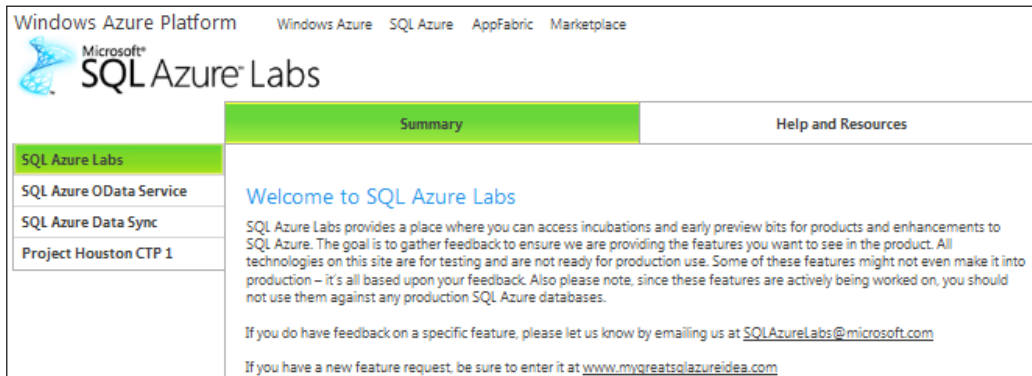 Windows Azure Platform Windows Azure SQL Azure AppFabric Marketplace
Microsoft®
SQL Azure™ Labs
Summary Help and Resources
SQL Azure Labs
SQL Azure OData Service
SQL Azure Data Sync
Project Houston CTP 1
Welcome to SQL Azure Labs
SQL Azure Labs provides a place where you can access incubations and early preview bits for products and enhancements to
SQL Azure. The goal is to gather feedback to ensure we are providing the features you want to see in the product. All
technologies on this site are for testing and are not ready for production use. Some of these features might not even make it into
production – it's all based upon your feedback. Also please note, since these features are actively being worked on, you should
not use them against any production SQL Azure databases.
If you do have feedback on a specific feature, please let us know by emailing us at SQLAzureLabs@microsoft.com
If you have a new feature request, be sure to enter it at www.mygreatsqlazureidea.com